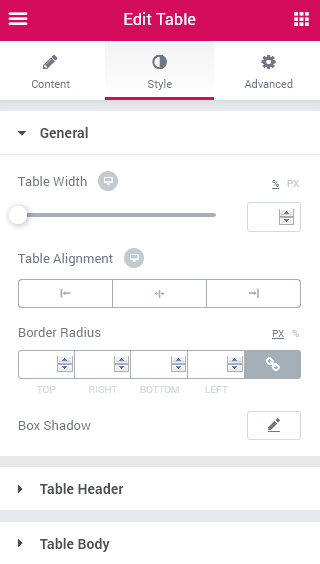 Edit Table
Content Style Advanced
General
Table Width % PX
Table Alignment
Border Radius PX %
TOP RIGHT BOTTOM LEFT
Box Shadow
Table Header
Table Body